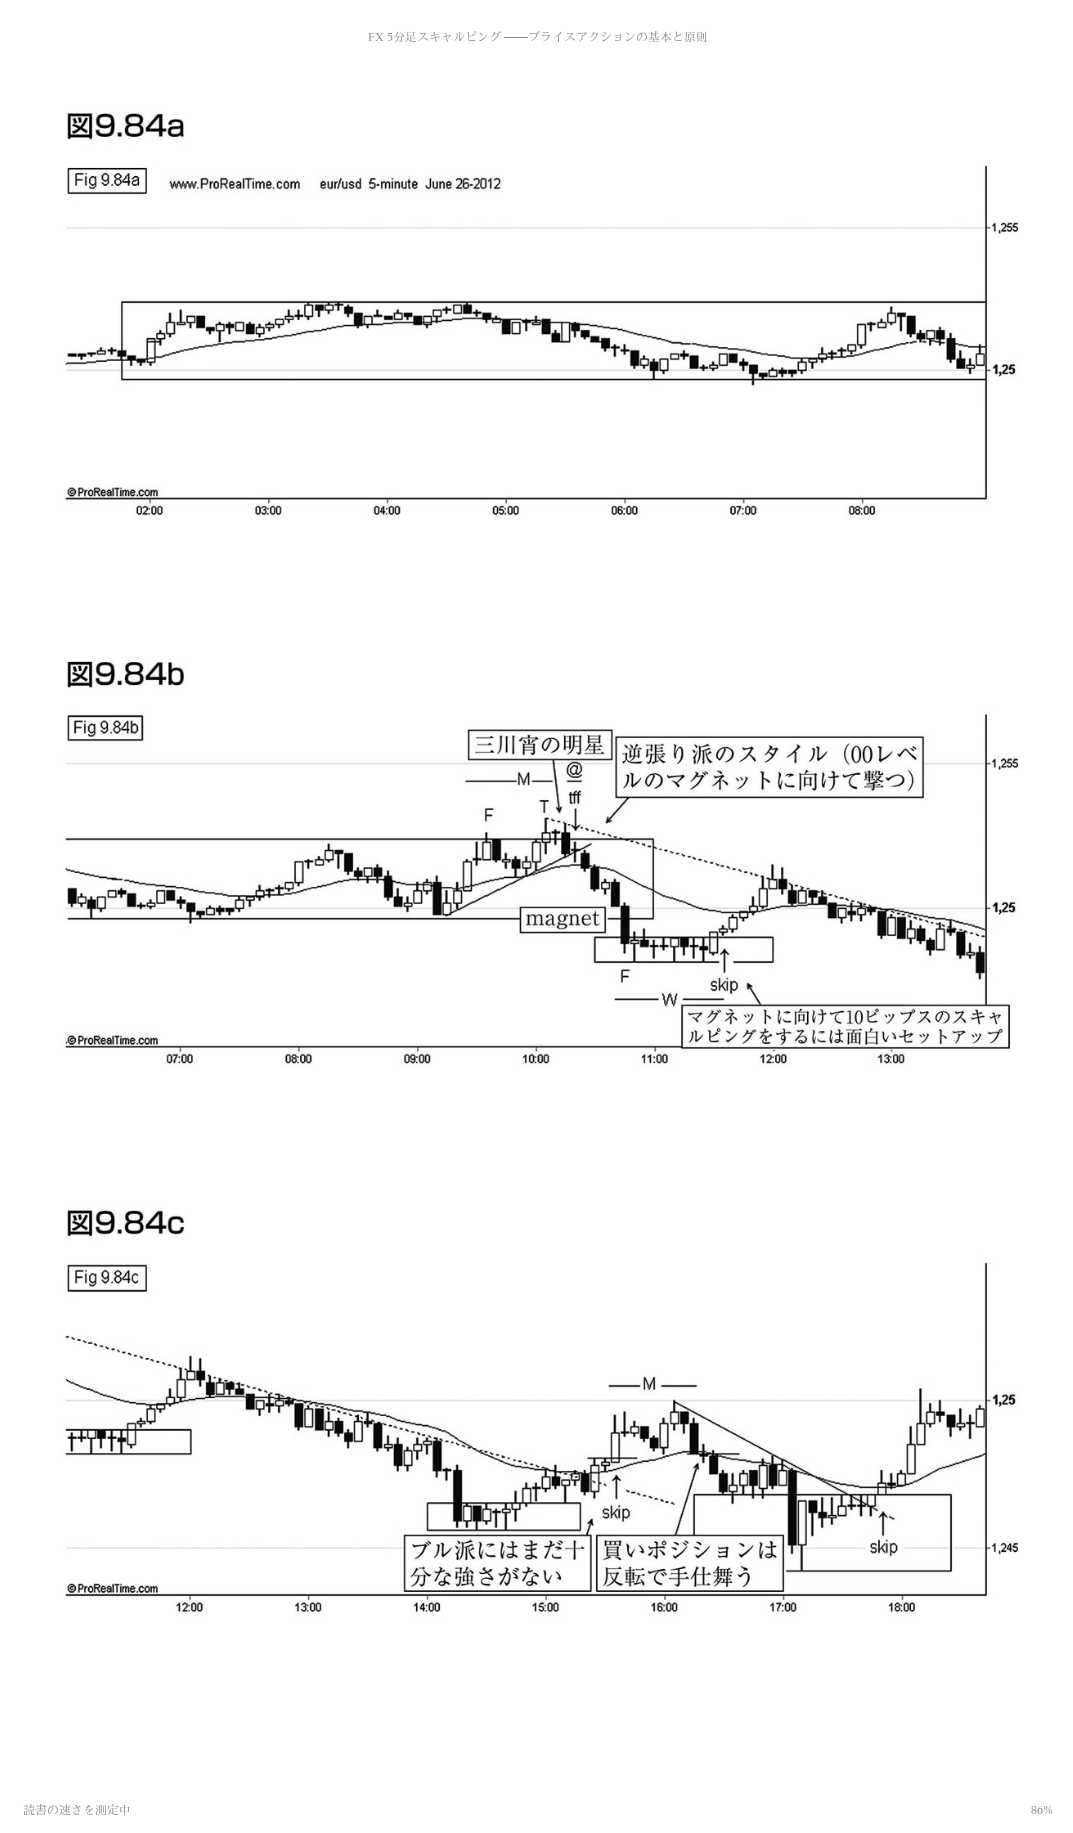 FX 5分足スキャルピング ──プライスアクションの基本と原則
図9.84a
Fig 9.84a
www.ProRealTime.com eur/usd 5-minute June 26-2012
1,255
1,25
©ProRealTime.com
02:00 03:00 04:00 05:00 06:00 07:00 08:00
図9.84b
Fig 9.84b
三川宵の明星
逆張り派のスタイル（00レベ
ルのマグネットに向けて撃つ）
M
@
tff
1,255
F
T
1,25
magnet
F
skip
W
マグネットに向けて10ピップスのスキャ
ルピングをするには面白いセットアップ
©ProRealTime.com
07:00 08:00 09:00 10:00 11:00 12:00 13:00
図9.84c
Fig 9.84c
M
1,25
skip
skip
1,245
ブル派にはまだ十
分な強さがない
買いポジションは
反転で手仕舞う
©ProRealTime.com
12:00 13:00 14:00 15:00 16:00 17:00 18:00
読書の速さを測定中
86%